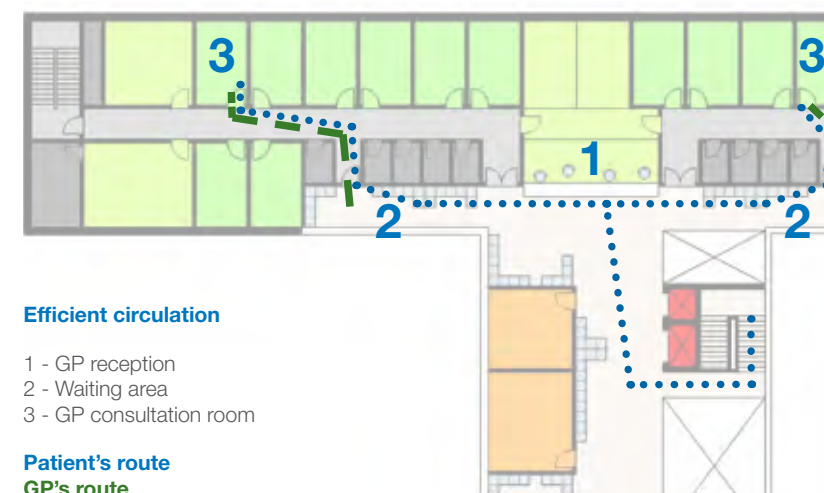 3
3
1
2
2
Efficient circulation
1 - GP reception
2 - Waiting area
3 - GP consultation room
Patient's route
GP's route